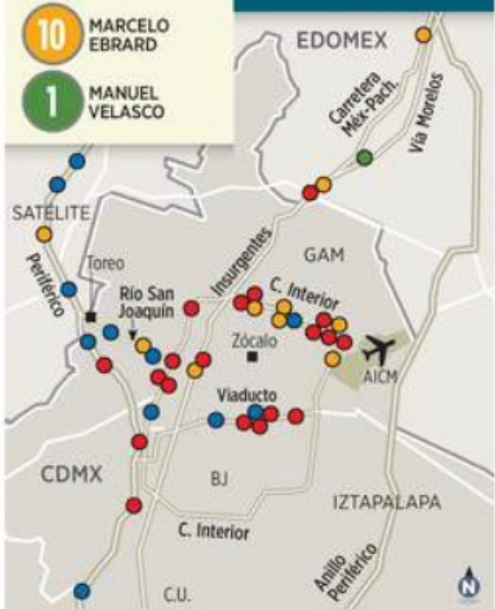 10
MARCELO
EBRARD
1
MANUEL
VELASCO
EDOMEX
Carretera
Méx-Pach.
Vía Morelos
SATELITE
Periférico
Toreo
Insurgentes
GAM
Río San
Joaquín
C. Interior
Zócalo
AICM
Viaducto
CDMX
BJ
IZTAPALAPA
C. Interior
Anillo
Periférico
C.U.
N